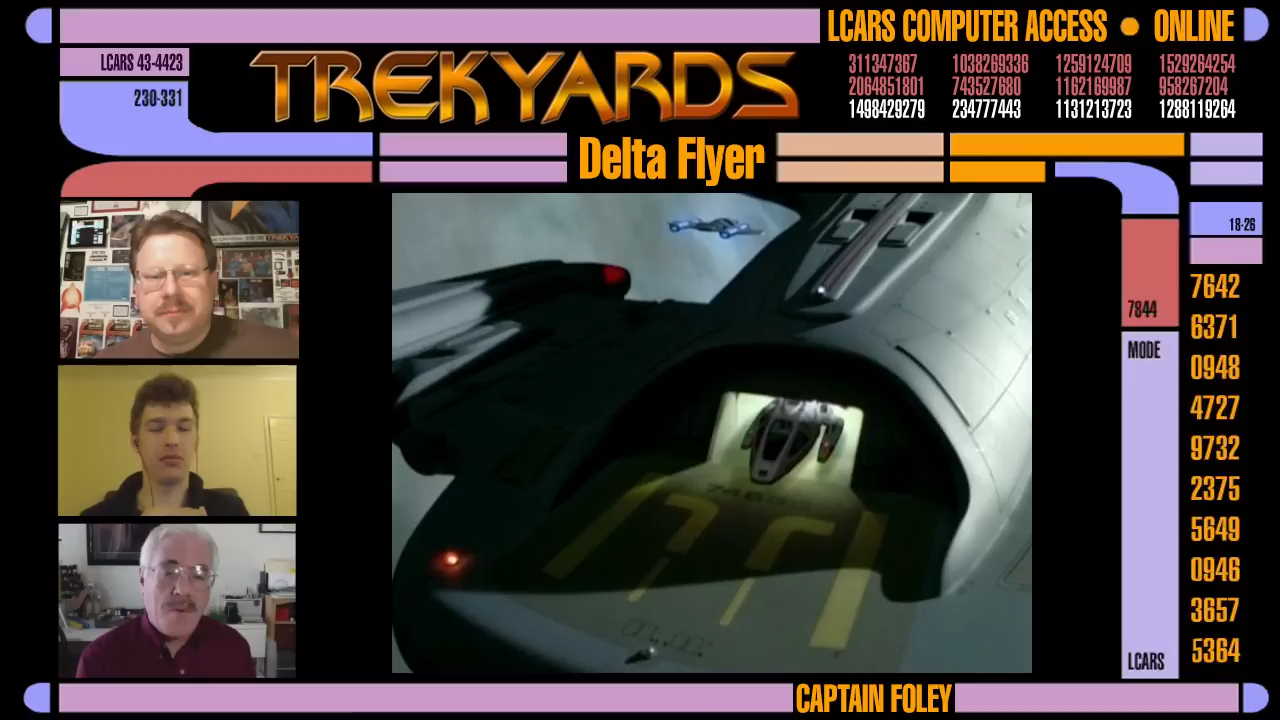 LCARS COMPUTER ACCESS • ONLINE
LCARS 43-4423
230-331
TREKYARDS
311347367 1038269336 1259124709 1529264254
2064851801 743527680 1162169987 958267204
1498429279 234777443 1131213723 1288119264
Delta Flyer
18-26
7844
MODE
7642
6371
0948
4727
9732
2375
5649
0946
3657
5364
LCARS
CAPTAIN FOLEY